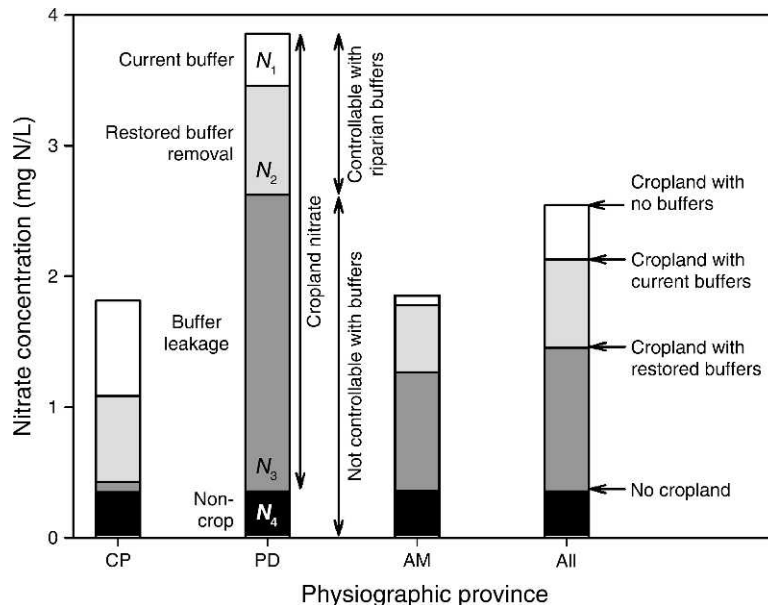 4
3
2
1
0
Nitrate concentration (mg N/L)
Current buffer
Restored buffer
removal
Buffer
leakage
Non-
crop
N1
N2
N3
N4
Cropland nitrate
Controllable with
riparian buffers
Not controllable with buffers
Cropland with
no buffers
Cropland with
current buffers
Cropland with
restored buffers
No cropland
CP
PD
AM
All
Physiographic province